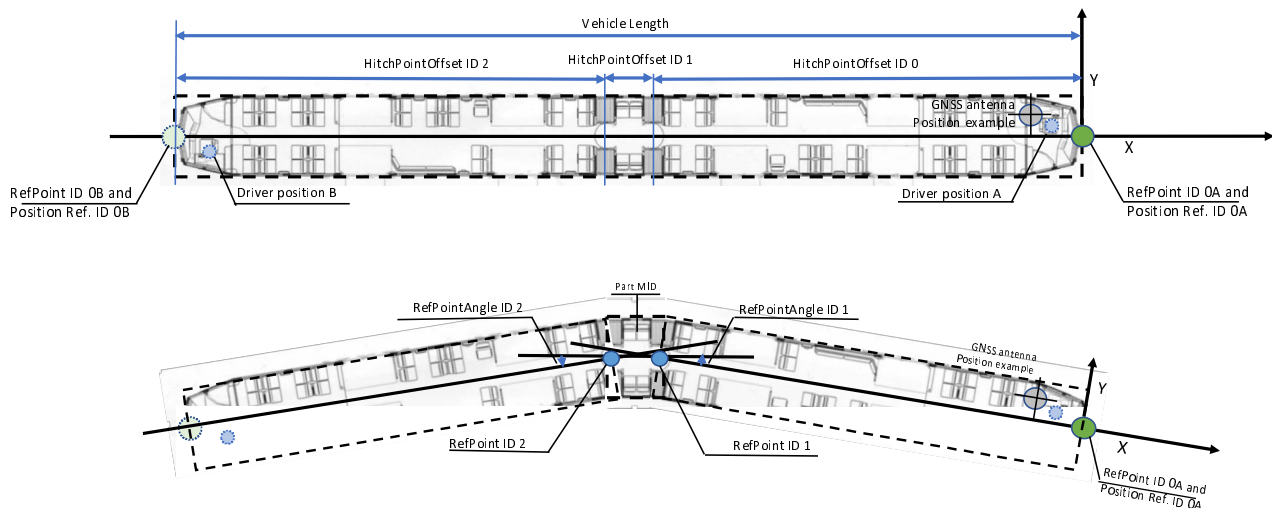 Vehicle Length
HitchPointOffset ID 2
HitchPointOffset ID 1
HitchPointOffset ID 0
Y
GNSS antenna
Position example
X
RefPoint ID 0B and
Position Ref. ID 0B
Driver position B
Driver position A
RefPoint ID 0A and
Position Ref. ID 0A
Part MID
RefPointAngle ID 2
RefPointAngle ID 1
GNSS antenna
Position example
Y
X
RefPoint ID 2
RefPoint ID 1
RefPoint ID 0A and
Position Ref. ID 0A